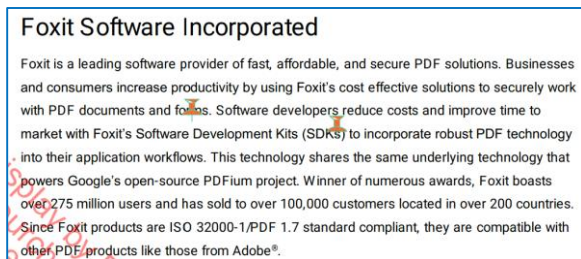 Foxit Software Incorporated
Foxit is a leading software provider of fast, affordable, and secure PDF solutions. Businesses
and consumers increase productivity by using Foxit's cost effective solutions to securely work
with PDF documents and forms. Software developers reduce costs and improve time to
market with Foxit's Software Development Kits (SDKs) to incorporate robust PDF technology
into their application workflows. This technology shares the same underlying technology that
powers Google's open-source PDFium project. Winner of numerous awards, Foxit boasts
over 275 million users and has sold to over 100,000 customers located in over 200 countries.
Since Foxit products are ISO 32000-1/PDF 1.7 standard compliant, they are compatible with
other PDF products like those from Adobe®.